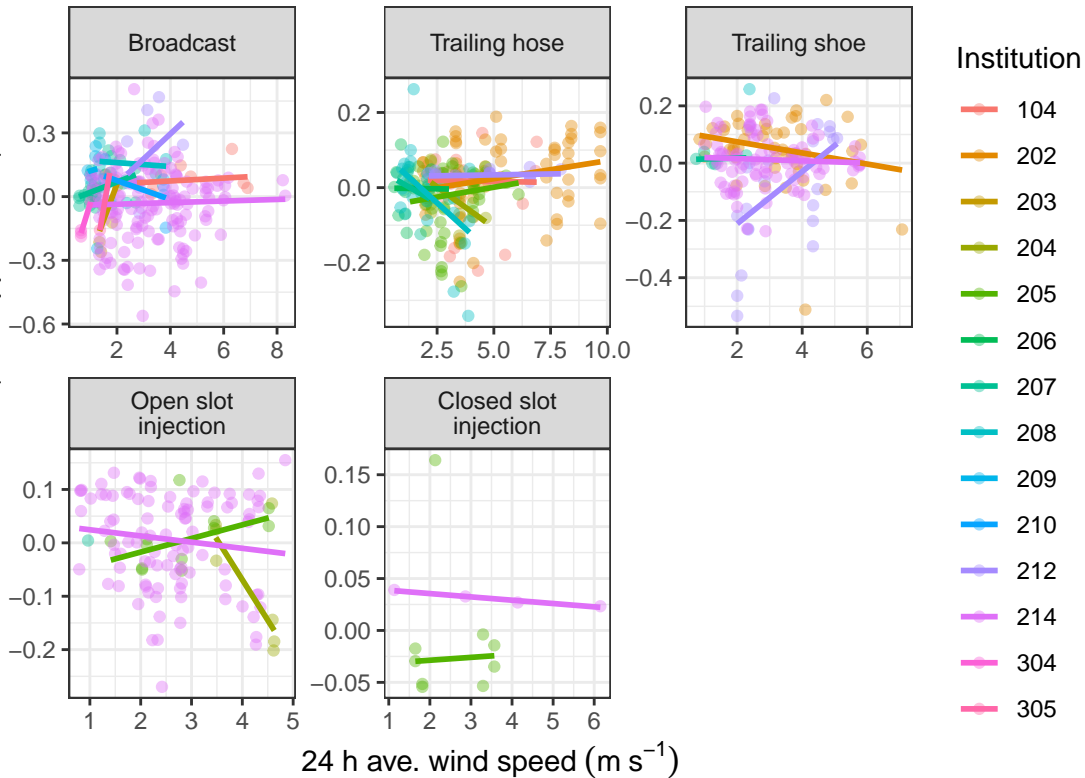 Broadcast
Trailing hose
Trailing shoe
Institution
104
202
203
204
205
206
207
208
209
210
212
214
304
305
0.3
0.0
−0.3
−0.6
2 4 6 8
0.2
0.0
−0.2
2.5 5.0 7.5 10.0
0.2
0.0
−0.2
−0.4
2 4 6
Open slot
injection
Closed slot
injection
0.1
0.0
−0.1
−0.2
1 2 3 4 5
0.15
0.10
0.05
0.00
−0.05
1 2 3 4 5 6
24 h ave. wind speed (m s⁻¹)